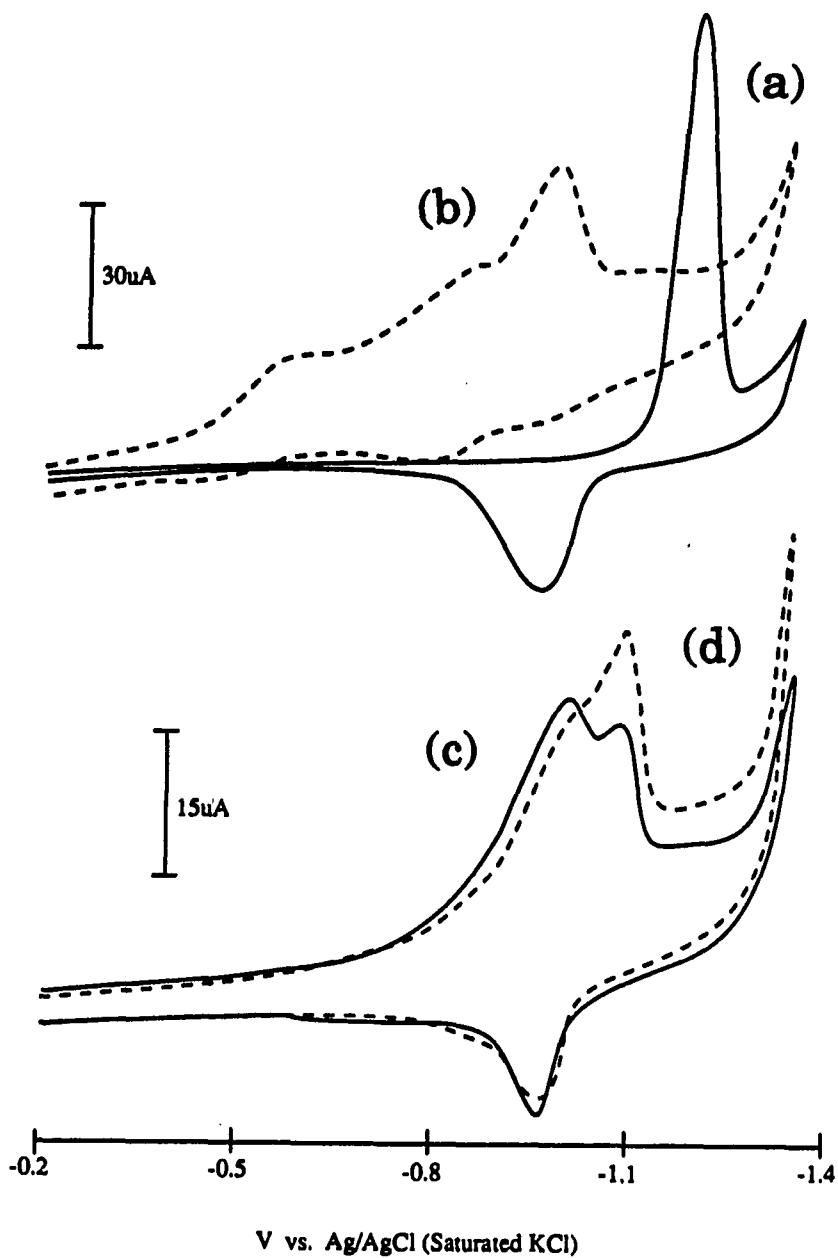 (a)
(b)
30uA
(d)
(c)
15uA
-0.2 -0.5 -0.8 -1.1 -1.4
V vs. Ag/AgCl (Saturated KCl)